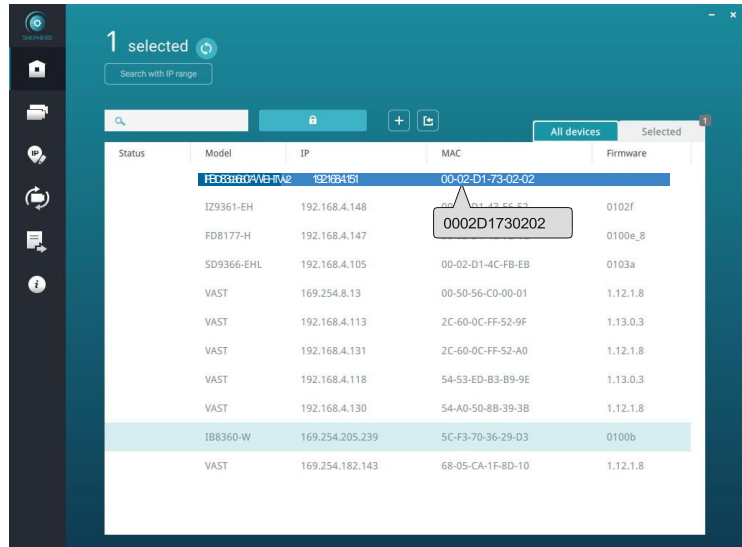 SHEPHERD
1 selected
Search with IP range
1
All devices Selected
Status Model IP MAC Firmware
00-02-D1-73-02-02
IZ9361-EH 192.168.4.148 0102f
0002D1730202
FD8177-H 192.168.4.147 0100e_8
SD9366-EHL 192.168.4.105 00-02-D1-4C-FB-EB 0103a
VAST 169.254.8.13 00-50-56-C0-00-01 1.12.1.8
VAST 192.168.4.113 2C-60-0C-FF-52-9F 1.13.0.3
VAST 192.168.4.131 2C-60-0C-FF-52-A0 1.12.1.8
VAST 192.168.4.118 54-53-ED-B3-B9-9E 1.13.0.3
VAST 192.168.4.130 54-A0-50-8B-39-3B 1.12.1.8
IB8360-W 169.254.205.239 5C-F3-70-36-29-D3 0100b
VAST 169.254.182.143 68-05-CA-1F-8D-10 1.12.1.8
IP